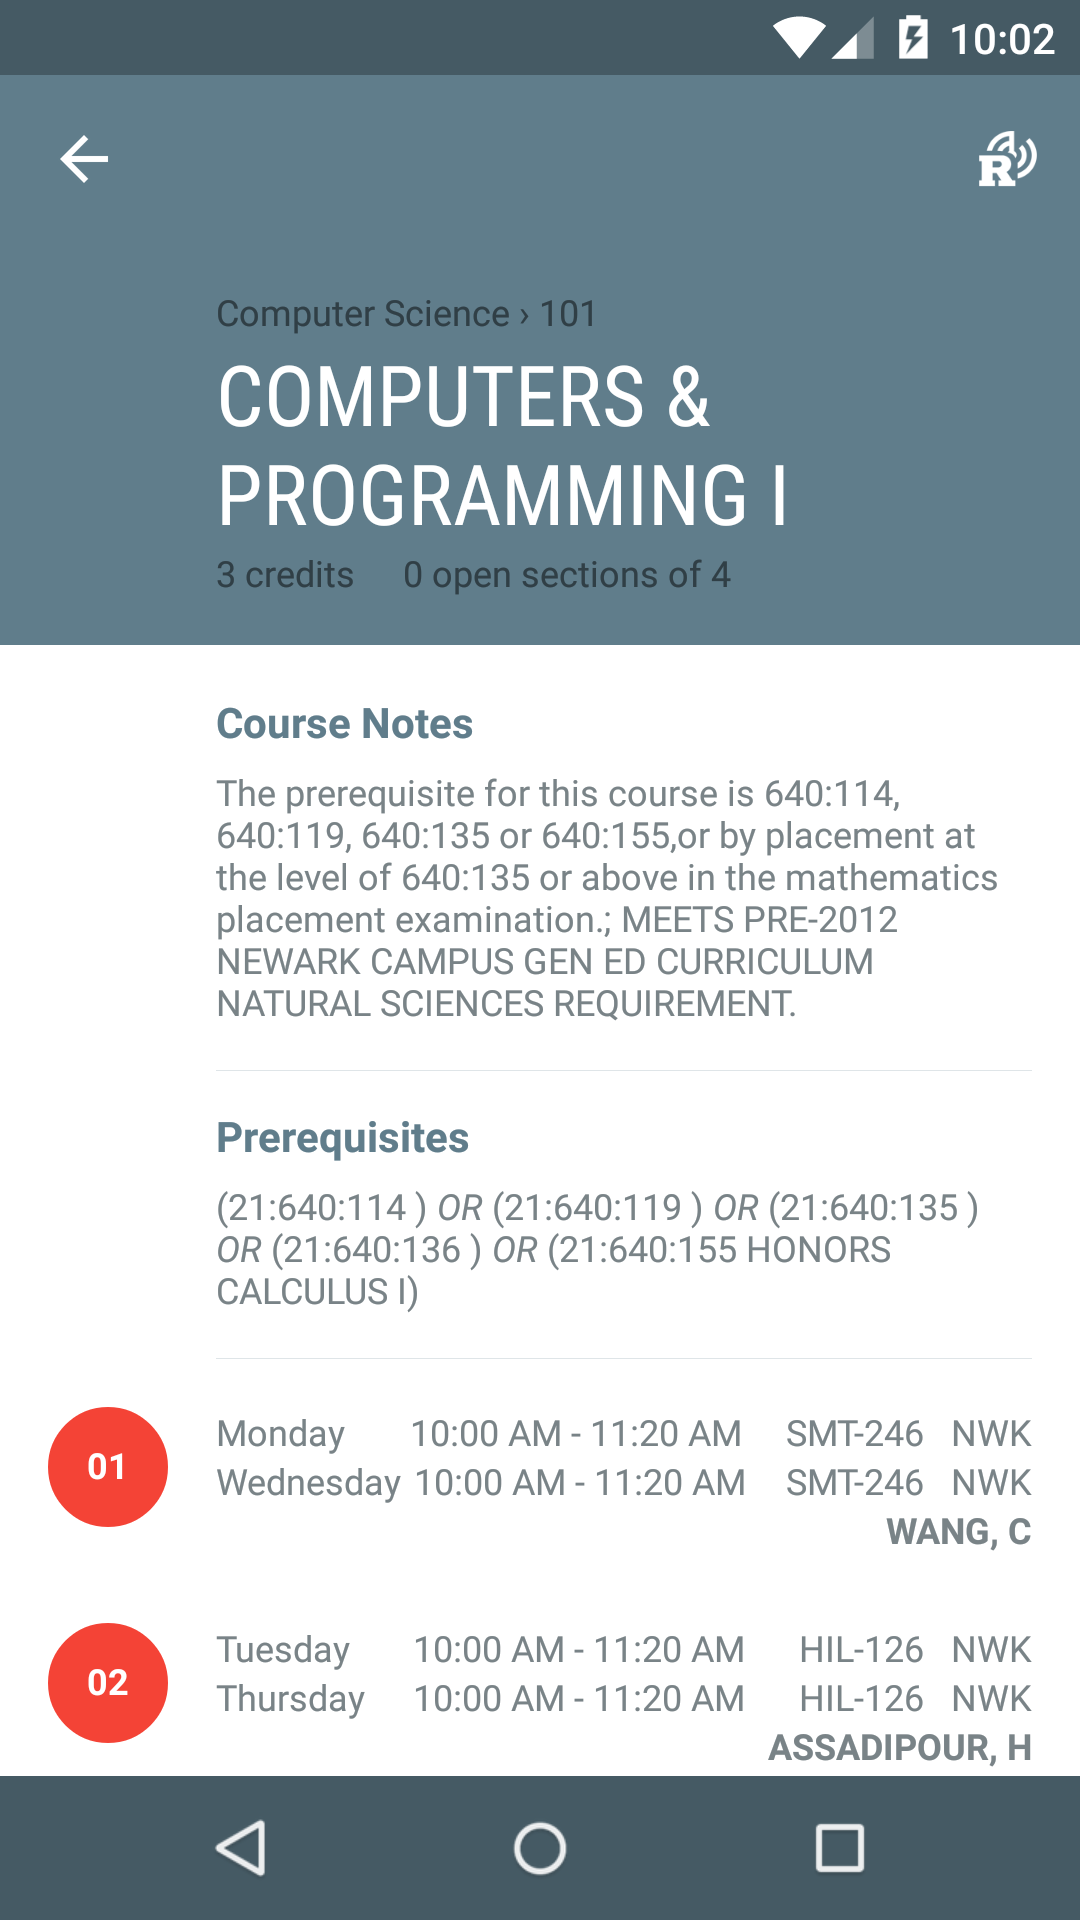 10:02
R
Computer Science › 101
COMPUTERS &
PROGRAMMING I
3 credits 0 open sections of 4
Course Notes
The prerequisite for this course is 640:114,
640:119, 640:135 or 640:155,or by placement at
the level of 640:135 or above in the mathematics
placement examination.; MEETS PRE-2012
NEWARK CAMPUS GEN ED CURRICULUM
NATURAL SCIENCES REQUIREMENT.
Prerequisites
(21:640:114 ) OR (21:640:119 ) OR (21:640:135 )
OR (21:640:136 ) OR (21:640:155 HONORS
CALCULUS I)
01
Monday 10:00 AM - 11:20 AM SMT-246 NWK
Wednesday 10:00 AM - 11:20 AM SMT-246 NWK
WANG, C
02
Tuesday 10:00 AM - 11:20 AM HIL-126 NWK
Thursday 10:00 AM - 11:20 AM HIL-126 NWK
ASSADIPOUR, H